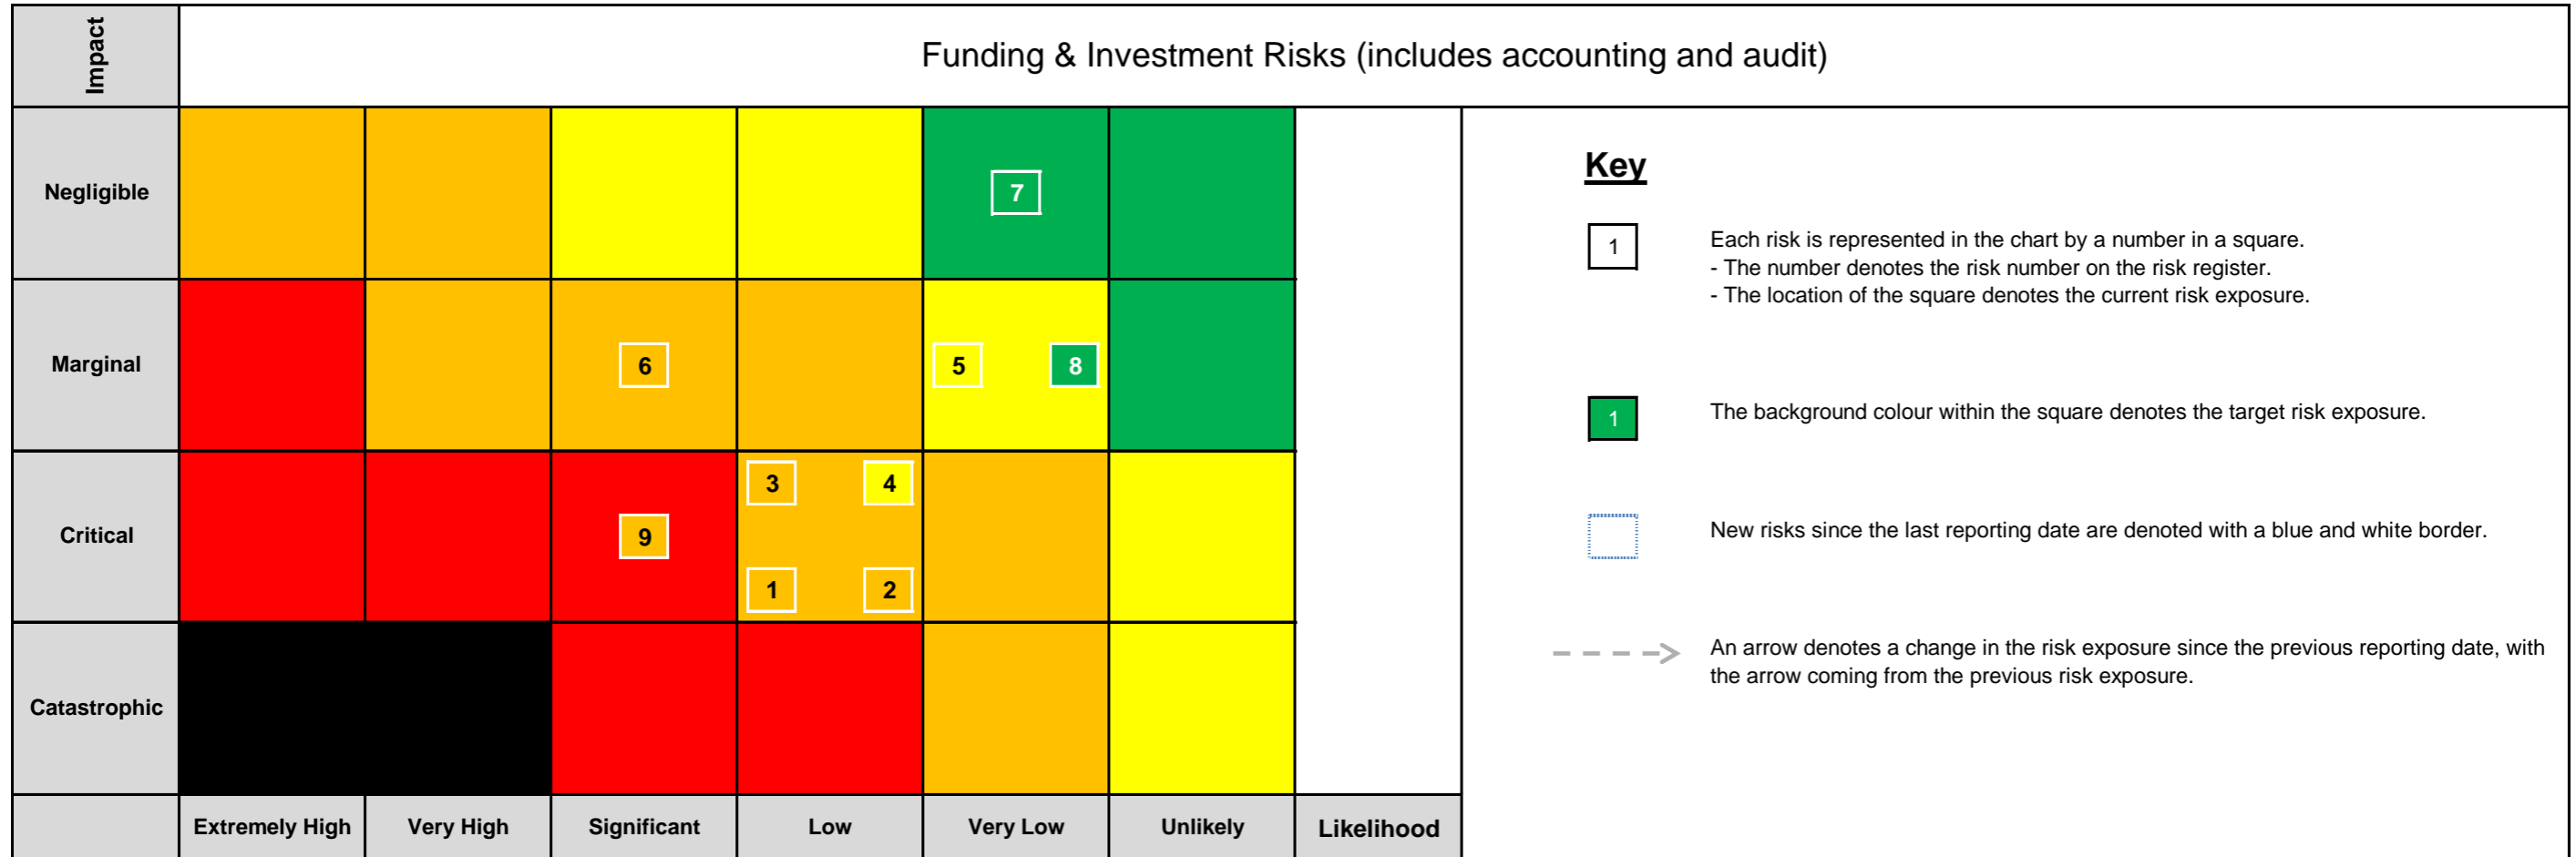 Impact
Funding & Investment Risks (includes accounting and audit)
Negligible
7
Marginal
6
5
8
Critical
3
4
9
1
2
Catastrophic
Extremely High
Very High
Significant
Low
Very Low
Unlikely
Likelihood
Key
1
Each risk is represented in the chart by a number in a square.
- The number denotes the risk number on the risk register.
- The location of the square denotes the current risk exposure.
1
The background colour within the square denotes the target risk exposure.
New risks since the last reporting date are denoted with a blue and white border.
An arrow denotes a change in the risk exposure since the previous reporting date, with
the arrow coming from the previous risk exposure.